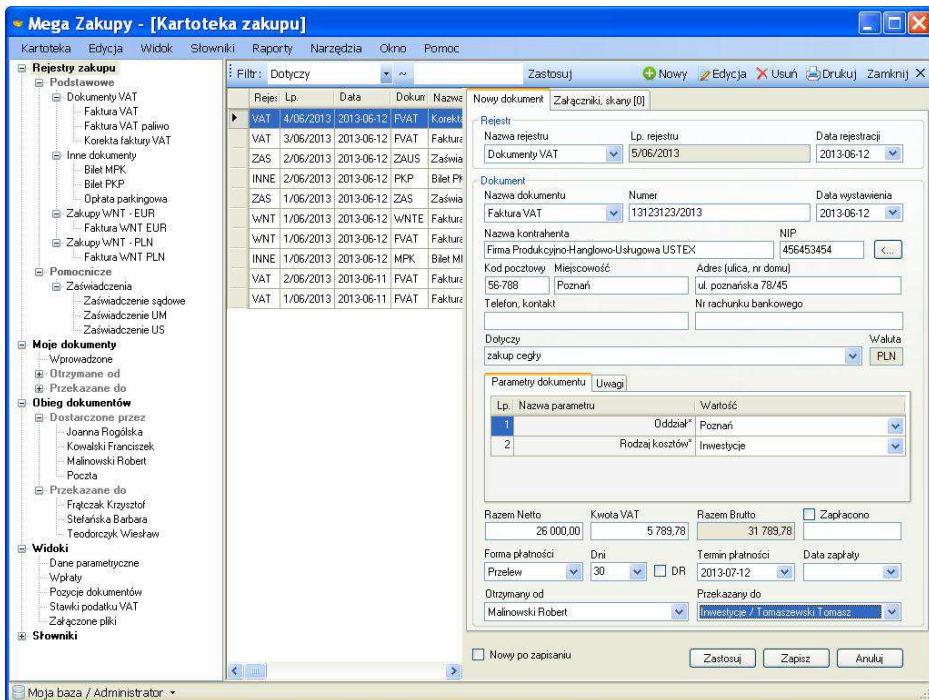 Mega Zakupy - [Kartoteka zakupu]
Kartoteka Edycja Widok Słowniki Raporty Narzędzia Okno Pomoc
Rejestry zakupu
Podstawowe
Dokumenty VAT
Faktura VAT
Faktura VAT paliwo
Korekta faktury VAT
Inne dokumenty
Bilet MPK
Bilet PKP
Opłata parkingowa
Zakupy WNT - EUR
Faktura WNT EUR
Zakupy WNT - PLN
Faktura WNT PLN
Pomocnicze
Zaświadczenia
Zaświadczenie sądowe
Zaświadczenie UM
Zaświadczenie US
Moje dokumenty
Wprowadzone
Otrzymane od
Przekazane do
Obieg dokumentów
Dostarczone przez
Joanna Rogólska
Kowalski Franciszek
Malinowski Robert
Poczta
Przekazane do
Frątczak Krzysztof
Stefańska Barbara
Teodorczyk Wiesław
Widoki
Dane parametryczne
Wpłaty
Pozycje dokumentów
Stawki podatku VAT
Załączone pliki
Słowniki
Filtr: Dotyczy ~ Zastosuj Nowy Edycja Usuń Drukuj Zamknij X
Reje: Lp. Data Dokum Nazwa
VAT 4/06/2013 2013-06-12 FVAT Korekta
VAT 3/06/2013 2013-06-12 FVAT Faktura
ZAS 2/06/2013 2013-06-12 ZAUS Zaświa
INNE 2/06/2013 2013-06-12 PKP Bilet PK
ZAS 1/06/2013 2013-06-12 ZAS Zaświa
WNT 1/06/2013 2013-06-12 WNTE Faktura
WNT 1/06/2013 2013-06-12 FVAT Faktura
INNE 1/06/2013 2013-06-12 MPK Bilet MI
VAT 2/06/2013 2013-06-11 FVAT Faktura
VAT 1/06/2013 2013-06-11 FVAT Faktura
Nowy dokument Załączniki, skany [0]
Rejestr
Nazwa rejestru Lp. rejestru Data rejestracji
Dokumenty VAT 5/06/2013 2013-06-12
Dokument
Nazwa dokumentu Numer Data wystawienia
Faktura VAT 13123123/2013 2013-06-12
Nazwa kontrahenta NIP
Firma Produkcyjno-Hanglowo-Usługowa USTEX 456453454 <...
Kod pocztowy Miejscowość Adres (ulica, nr domu)
56-788 Poznań ul. poznańska 78/45
Telefon, kontakt Nr rachunku bankowego
Dotyczy Waluta
zakup cegły PLN
Parametry dokumentu Uwagi
Lp. Nazwa parametru Wartość
1 Oddział* Poznań
2 Rodzaj kosztów* Inwestycje
Razem Netto Kwota VAT Razem Brutto Zapłacono
26 000,00 5 789,78 31 789,78
Forma płatności Dni Termin płatności Data zapłaty
Przelew 30 DR 2013-07-12
Otrzymany od Przekazany do
Malinowski Robert Inwestycje / Tomaszewski Tomasz
Nowy po zapisaniu Zastosuj Zapisz Anuluj
Moja baza / Administrator